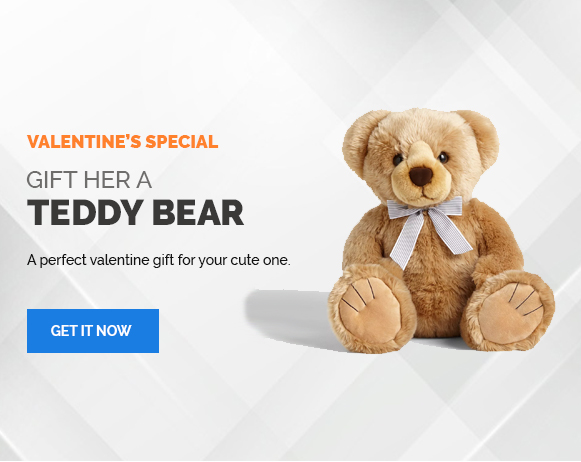 VALENTINE'S SPECIAL
GIFT HER A
TEDDY BEAR
A perfect valentine gift for your cute one.
GET IT NOW